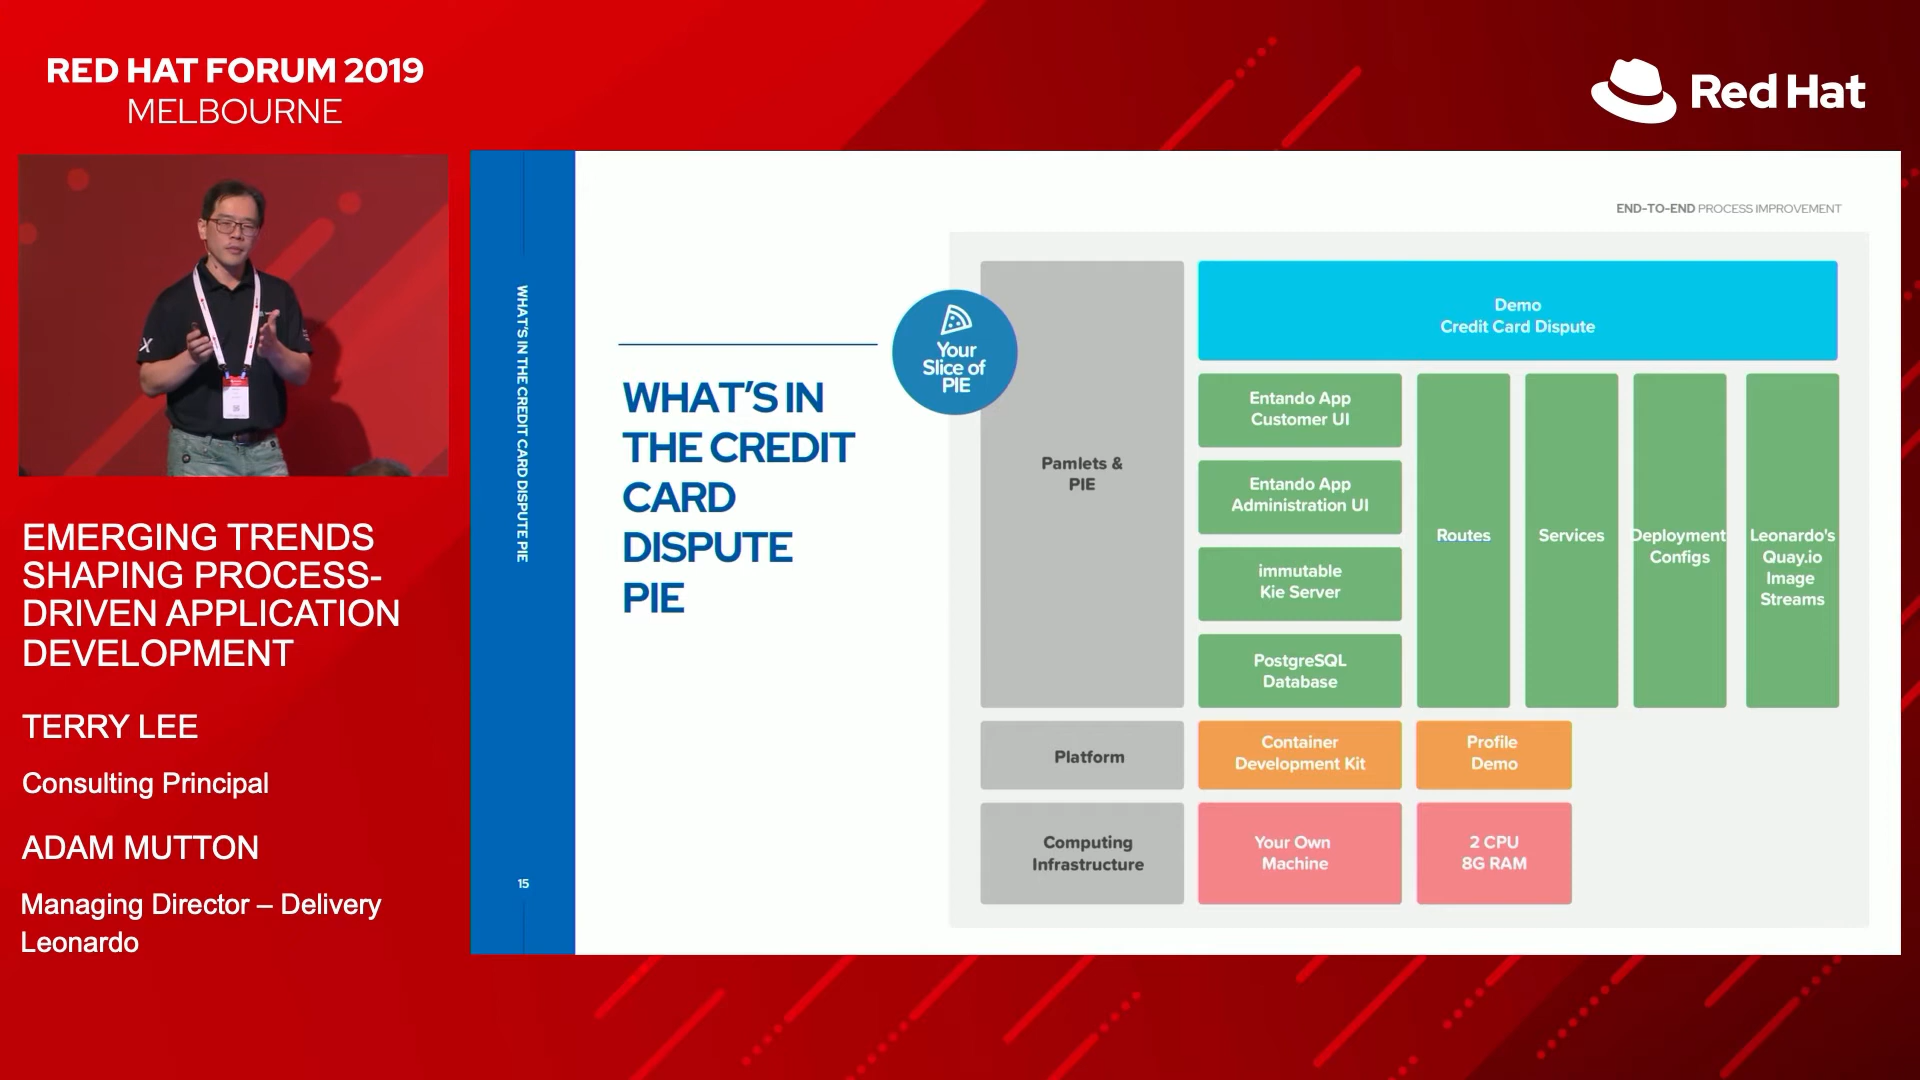 RED HAT FORUM 2019
MELBOURNE
Red Hat
EMERGING TRENDS
SHAPING PROCESS-
DRIVEN APPLICATION
DEVELOPMENT
TERRY LEE
Consulting Principal
ADAM MUTTON
Managing Director – Delivery
Leonardo
WHAT'S IN THE CREDIT CARD DISPUTE PIE
15
END-TO-END PROCESS IMPROVEMENT
WHAT'S IN
THE CREDIT
CARD
DISPUTE
PIE
Your
Slice of
PIE
Pamlets &
PIE
Demo
Credit Card Dispute
Entando App
Customer UI
Entando App
Administration UI
immutable
Kie Server
PostgreSQL
Database
Routes
Services
Deployment
Configs
Leonardo's
Quay.io
Image
Streams
Platform
Container
Development Kit
Profile
Demo
Computing
Infrastructure
Your Own
Machine
2 CPU
8G RAM